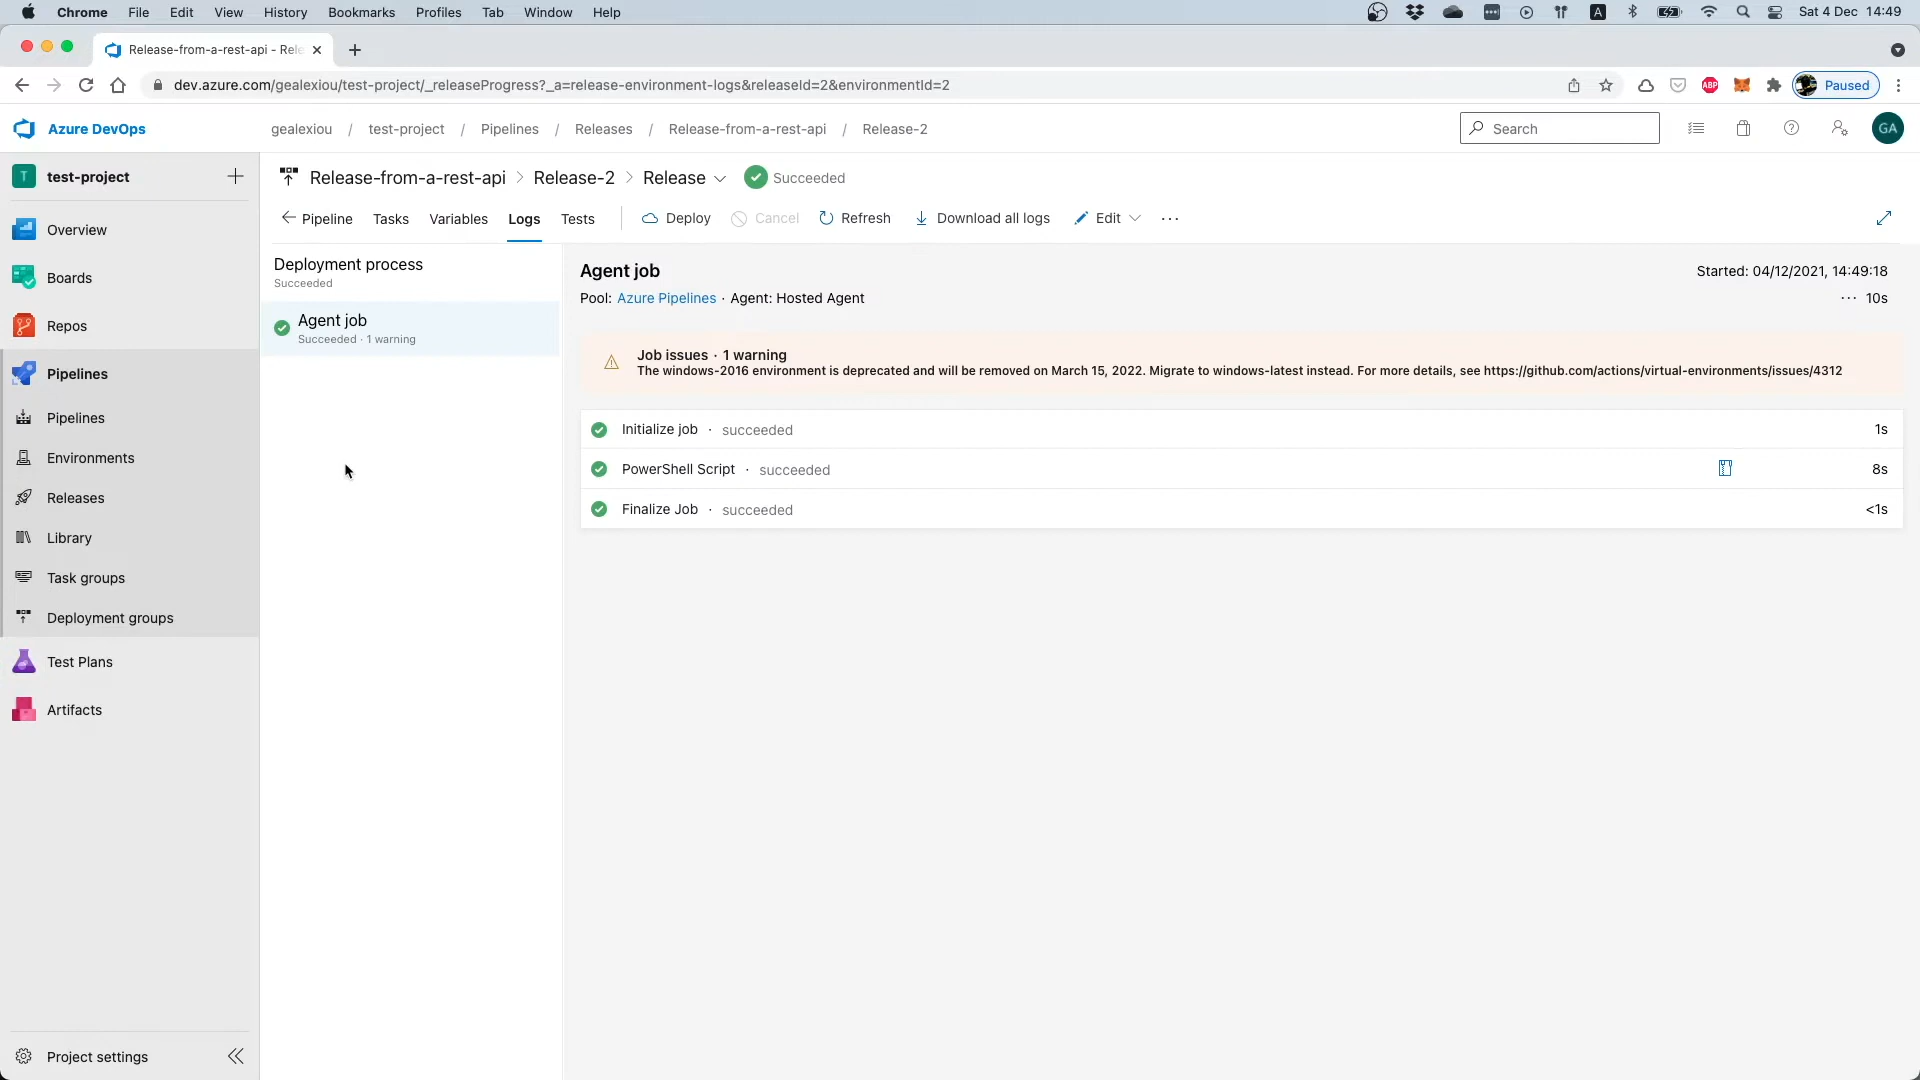 Chrome File Edit View History Bookmarks Profiles Tab Window Help A Sat 4 Dec 14:49
Release-from-a-rest-api - Rele
dev.azure.com/gealexiou/test-project/_releaseProgress?_a=release-environment-logs&releaseId=2&environmentId=2 ABP Paused
Azure DevOps gealexiou / test-project / Pipelines / Releases / Release-from-a-rest-api / Release-2 Search GA
T test-project
Release-from-a-rest-api > Release-2 > Release Succeeded
Pipeline Tasks Variables Logs Tests Deploy Cancel Refresh Download all logs Edit ...
Overview
Boards
Repos
Pipelines
Pipelines
Environments
Releases
Library
Task groups
Deployment groups
Test Plans
Artifacts
Project settings
Deployment process
Succeeded
Agent job
Succeeded · 1 warning
Agent job Started: 04/12/2021, 14:49:18
Pool: Azure Pipelines · Agent: Hosted Agent ... 10s
Job issues · 1 warning
The windows-2016 environment is deprecated and will be removed on March 15, 2022. Migrate to windows-latest instead. For more details, see https://github.com/actions/virtual-environments/issues/4312
Initialize job · succeeded 1s
PowerShell Script · succeeded 8s
Finalize Job · succeeded <1s